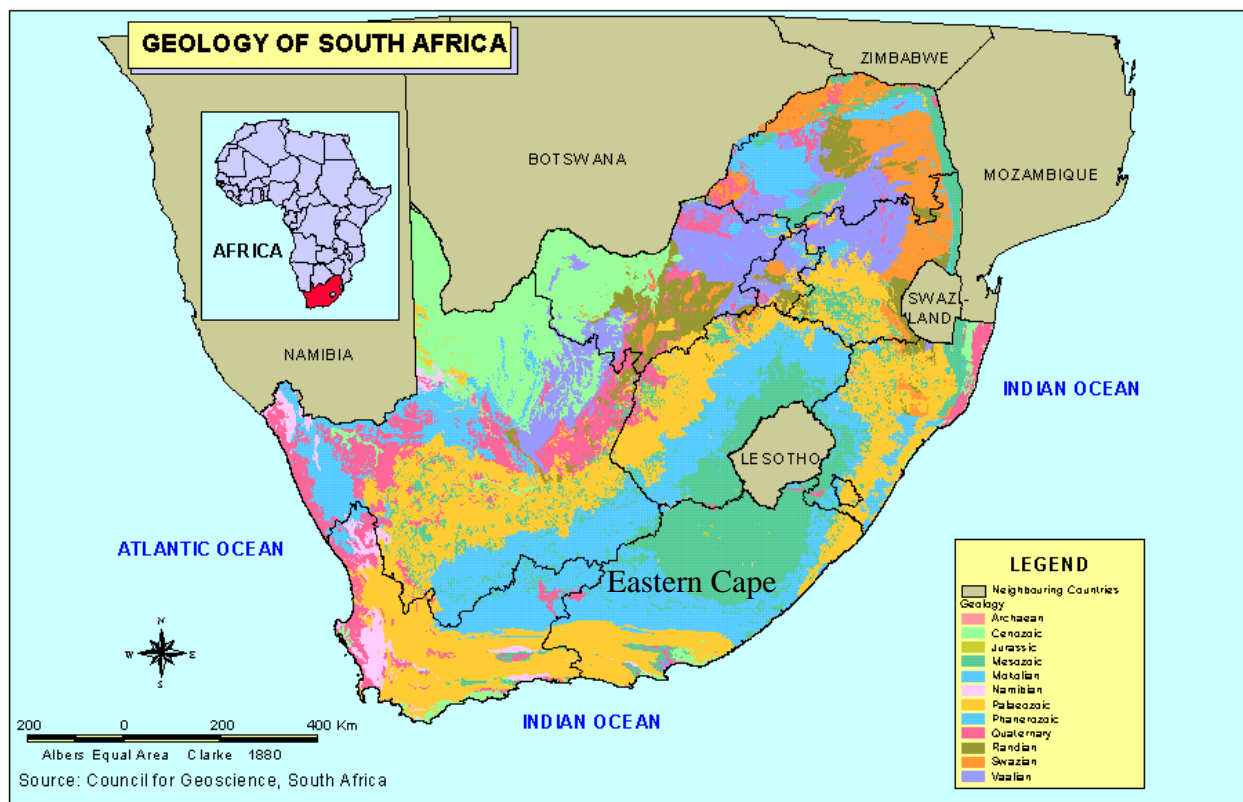 GEOLOGY OF SOUTH AFRICA
ZIMBABWE
BOTSWANA
MOZAMBIQUE
AFRICA
SWAZI-
LAND
NAMIBIA
INDIAN OCEAN
LESOTHO
ATLANTIC OCEAN
Eastern Cape
LEGEND
Neighbouring Countries
Geology
Archaean
Cenozoic
Jurassic
Mesozoic
Mokolian
Namibian
Palaeozoic
Phanerozoic
Quaternary
Randian
Swazian
Vaalian
N
W E
S
INDIAN OCEAN
200 0 200 400 Km
Albers Equal Area Clarke 1880
Source: Council for Geoscience, South Africa